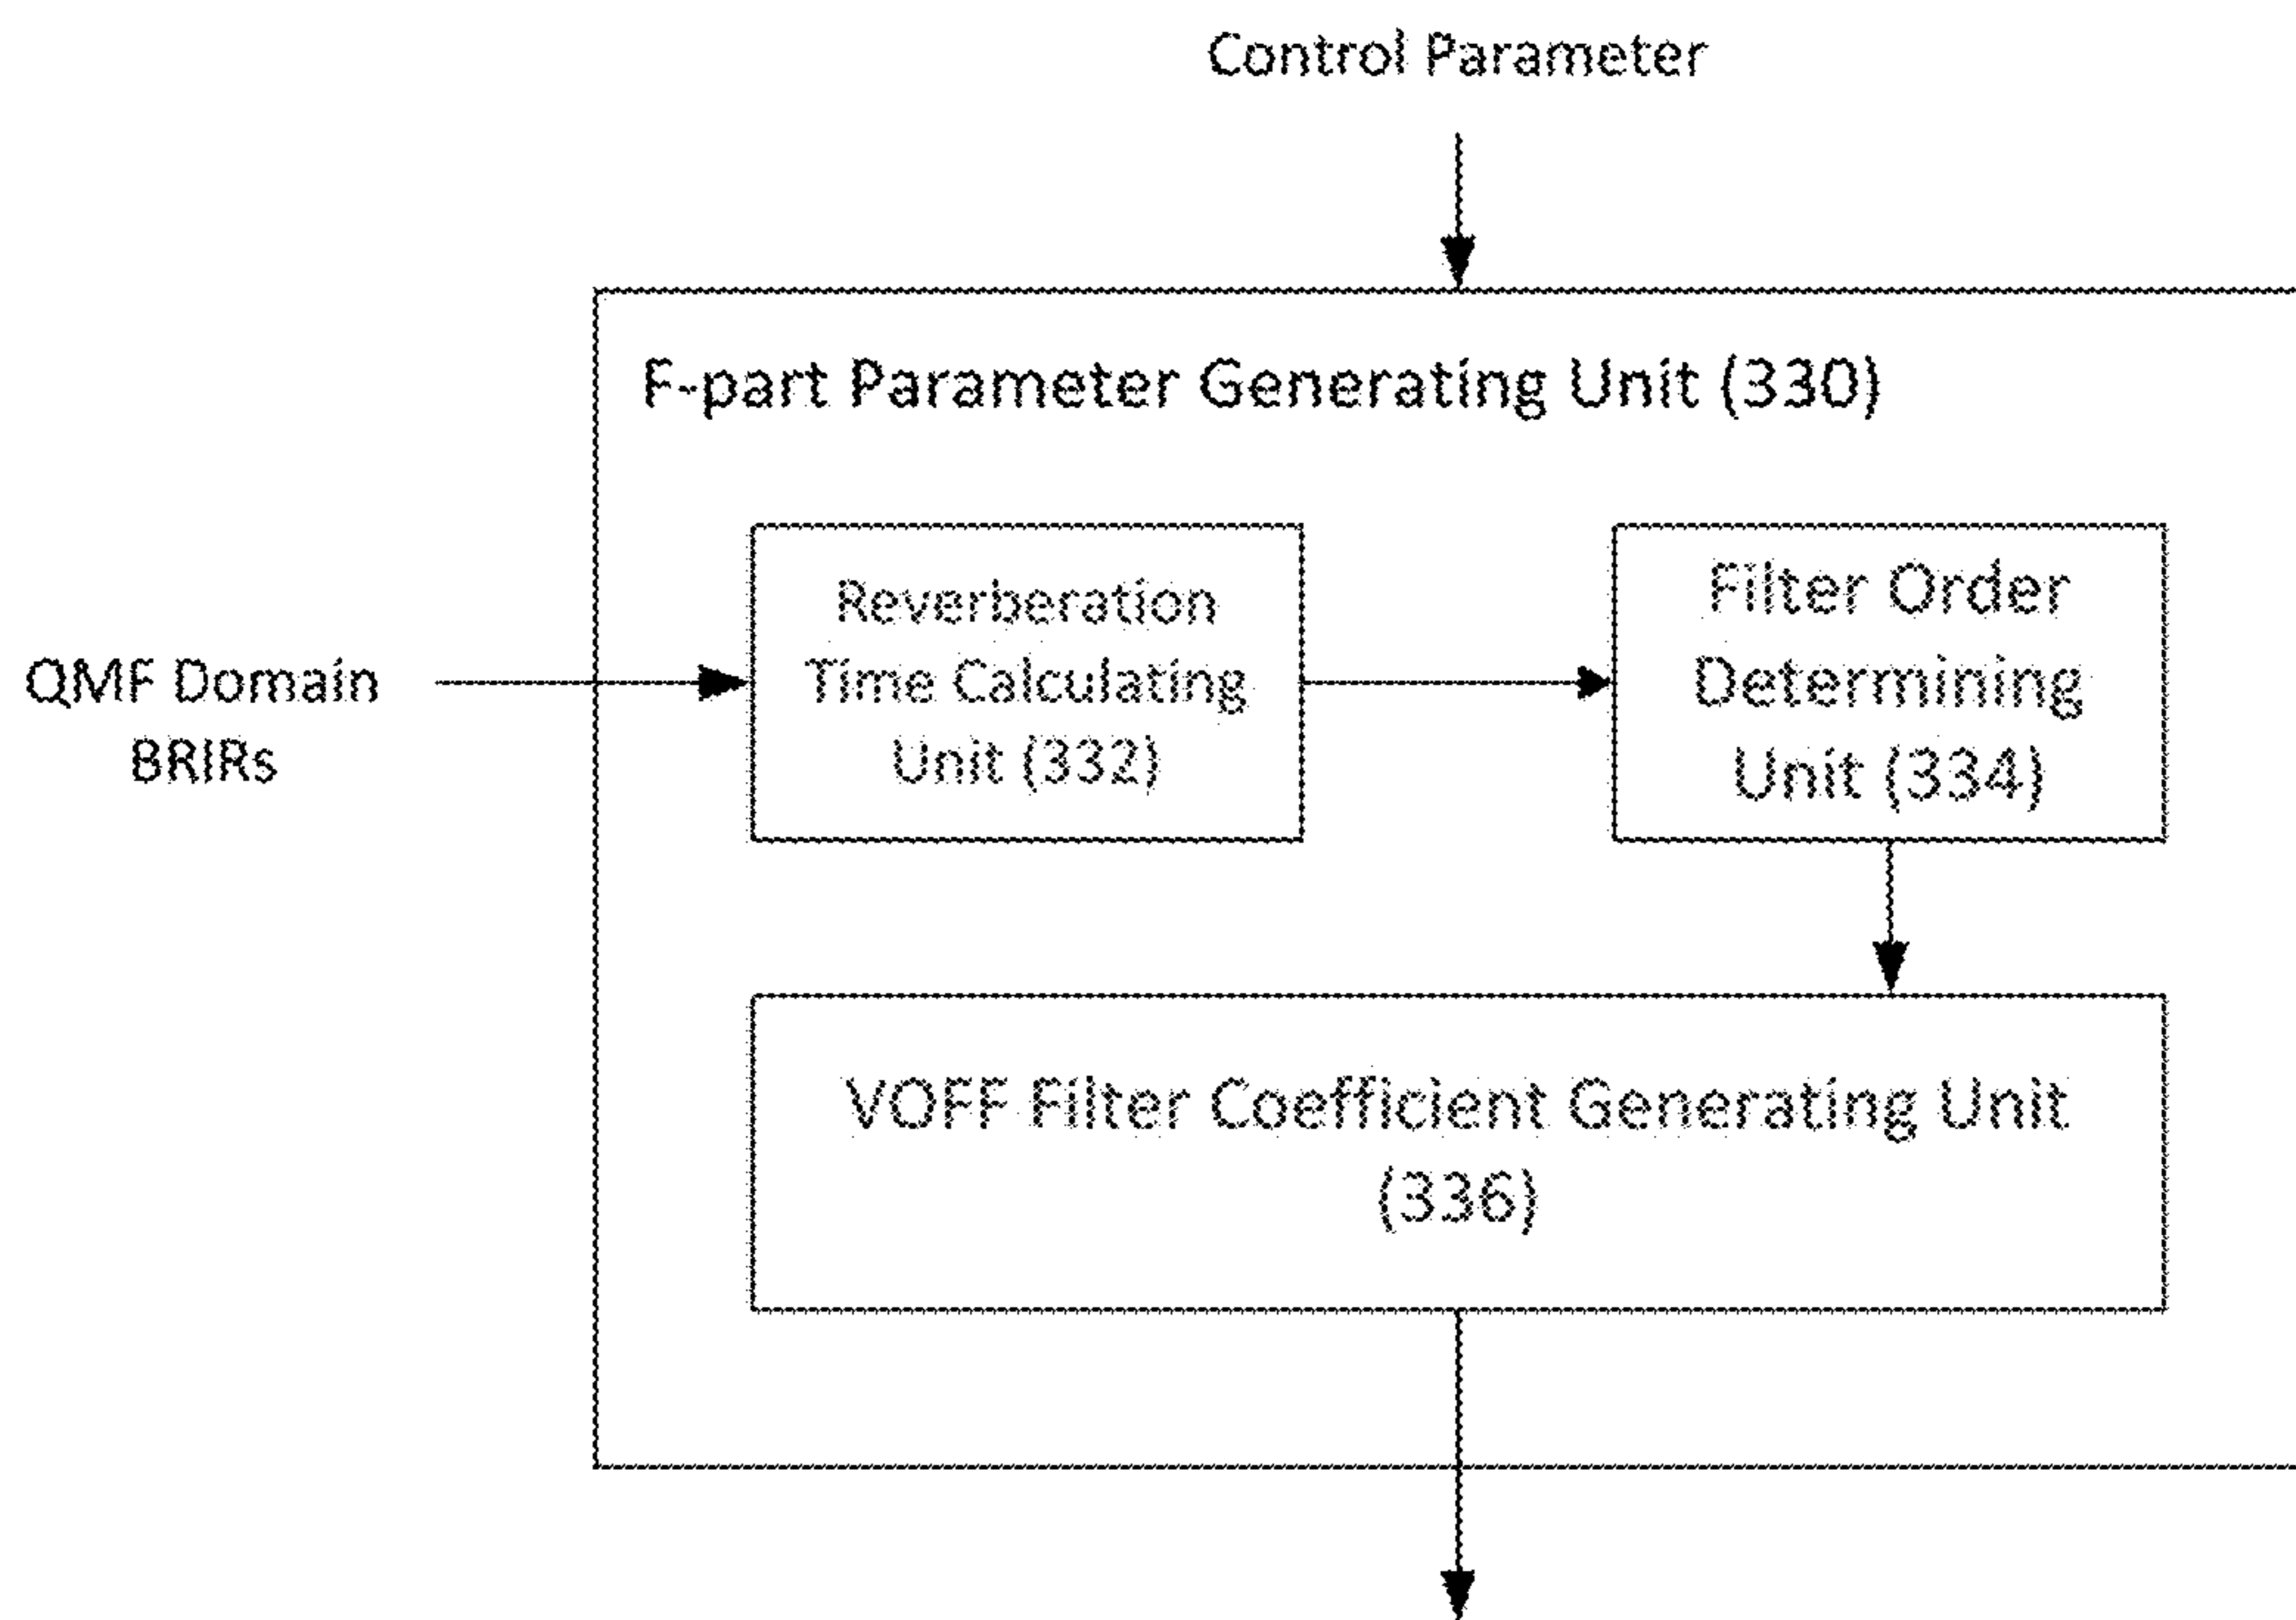 Control Parameter
F-part Parameter Generating Unit (330)
QMF Domain
BRIRs
Reverberation
Time Calculating
Unit (332)
Filter Order
Determining
Unit (334)
VOFF Filter Coefficient Generating Unit
(336)